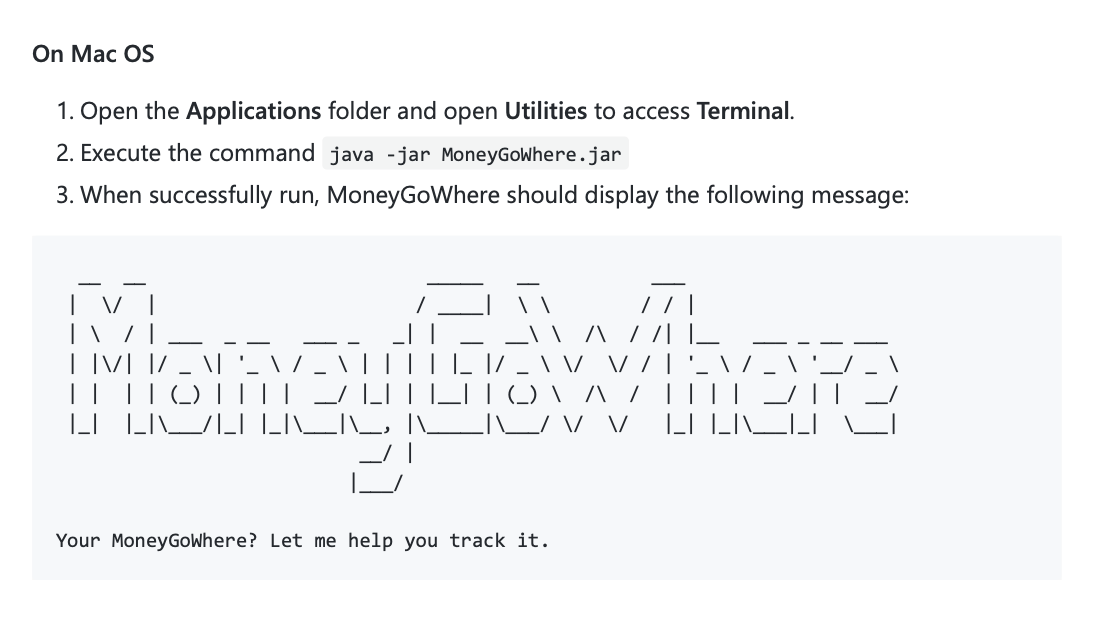 On Mac OS
1. Open the Applications folder and open Utilities to access Terminal.
2. Execute the command java -jar MoneyGoWhere.jar
3. When successfully run, MoneyGoWhere should display the following message:
MoneyGoWhere
Your MoneyGoWhere? Let me help you track it.